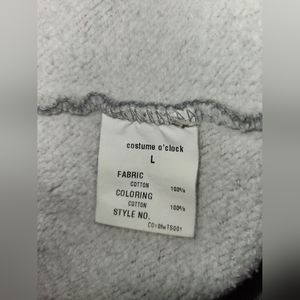 costume o'clock
L
FABRIC
COTTON 100%
COLORING
COTTON 100%
STYLE NO.